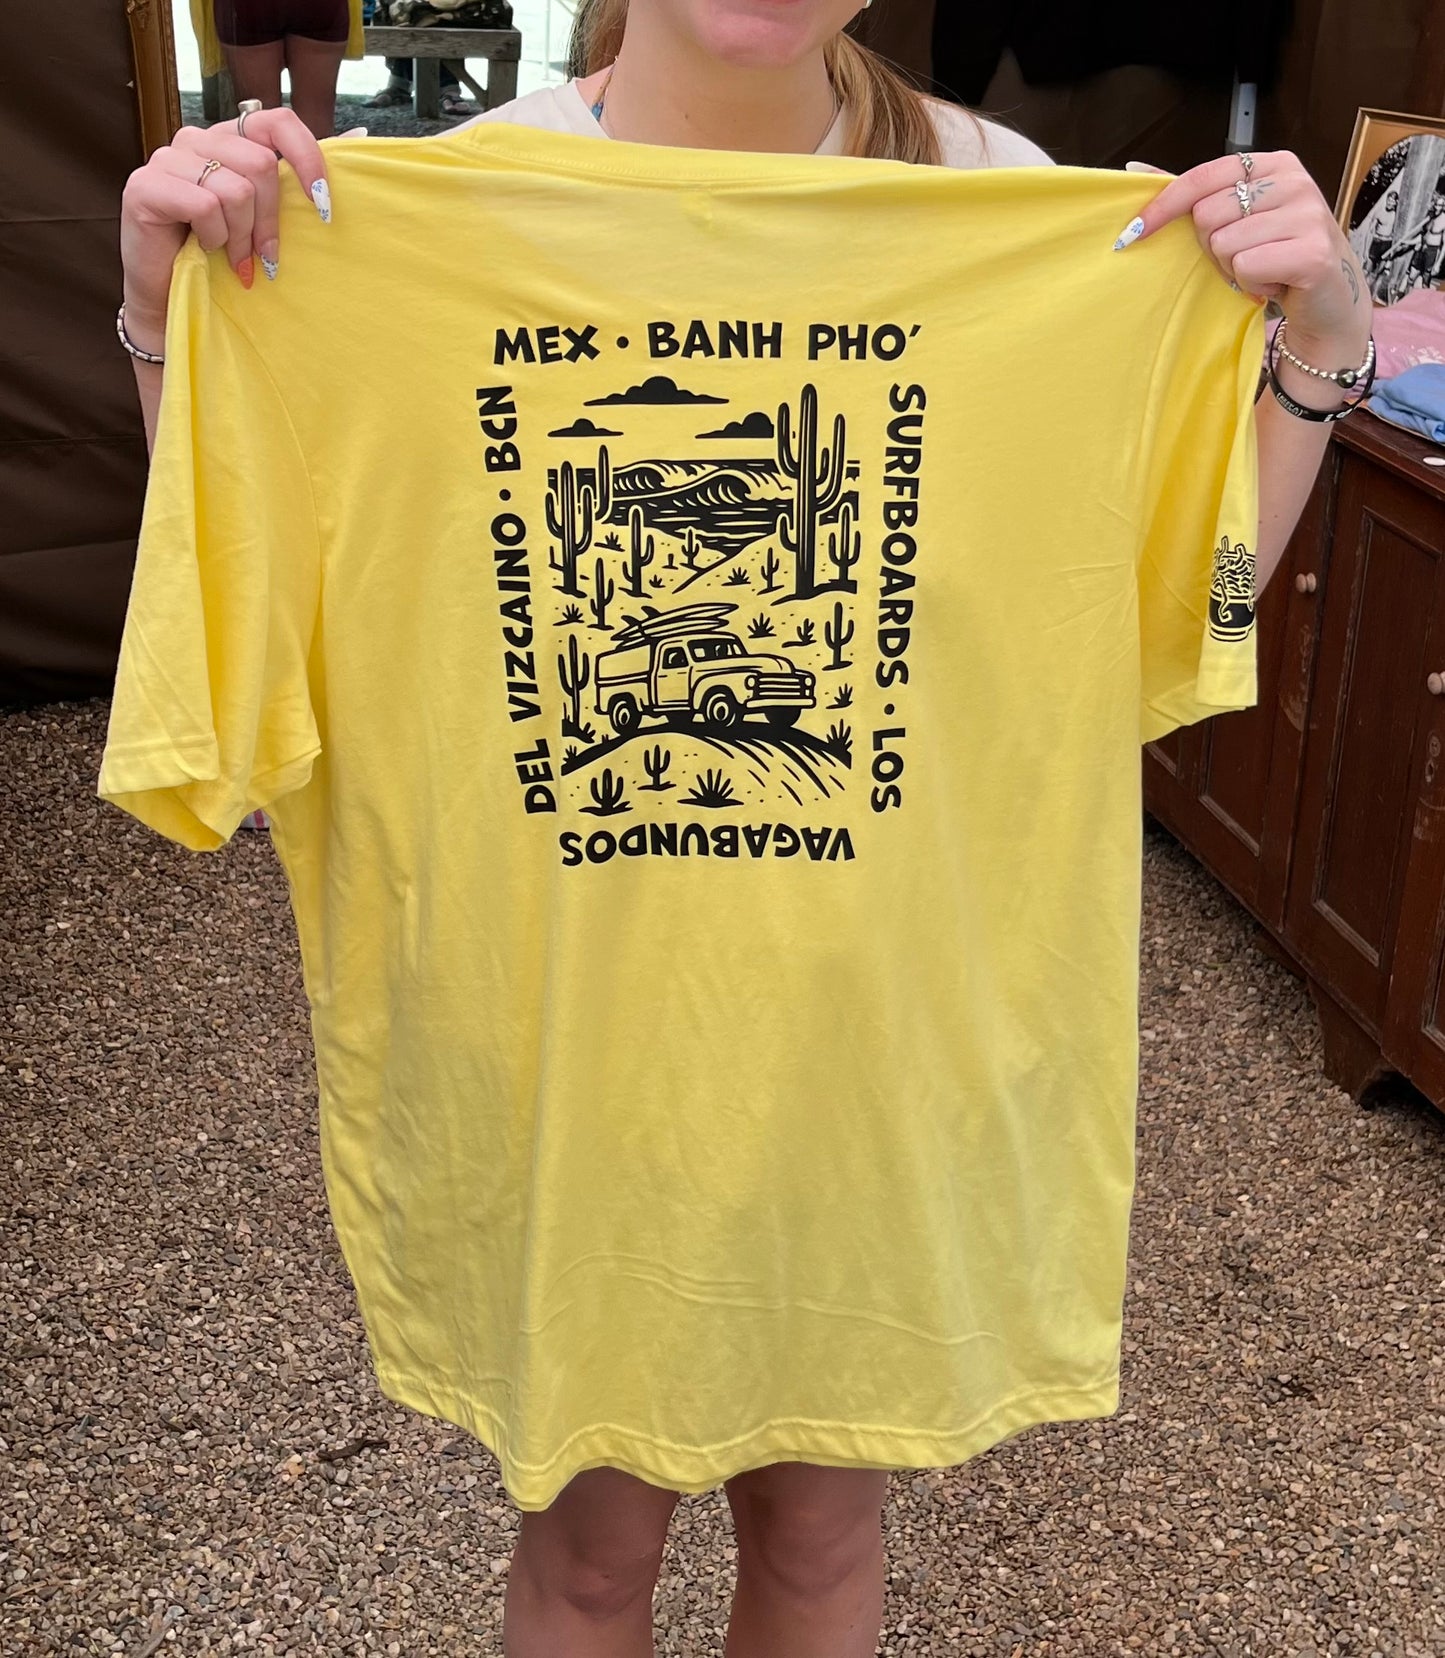 MEX • BANH PHO'
SURFBOARDS • LOS
VAGABUNDOS
DEL VIZCAINO • BCN